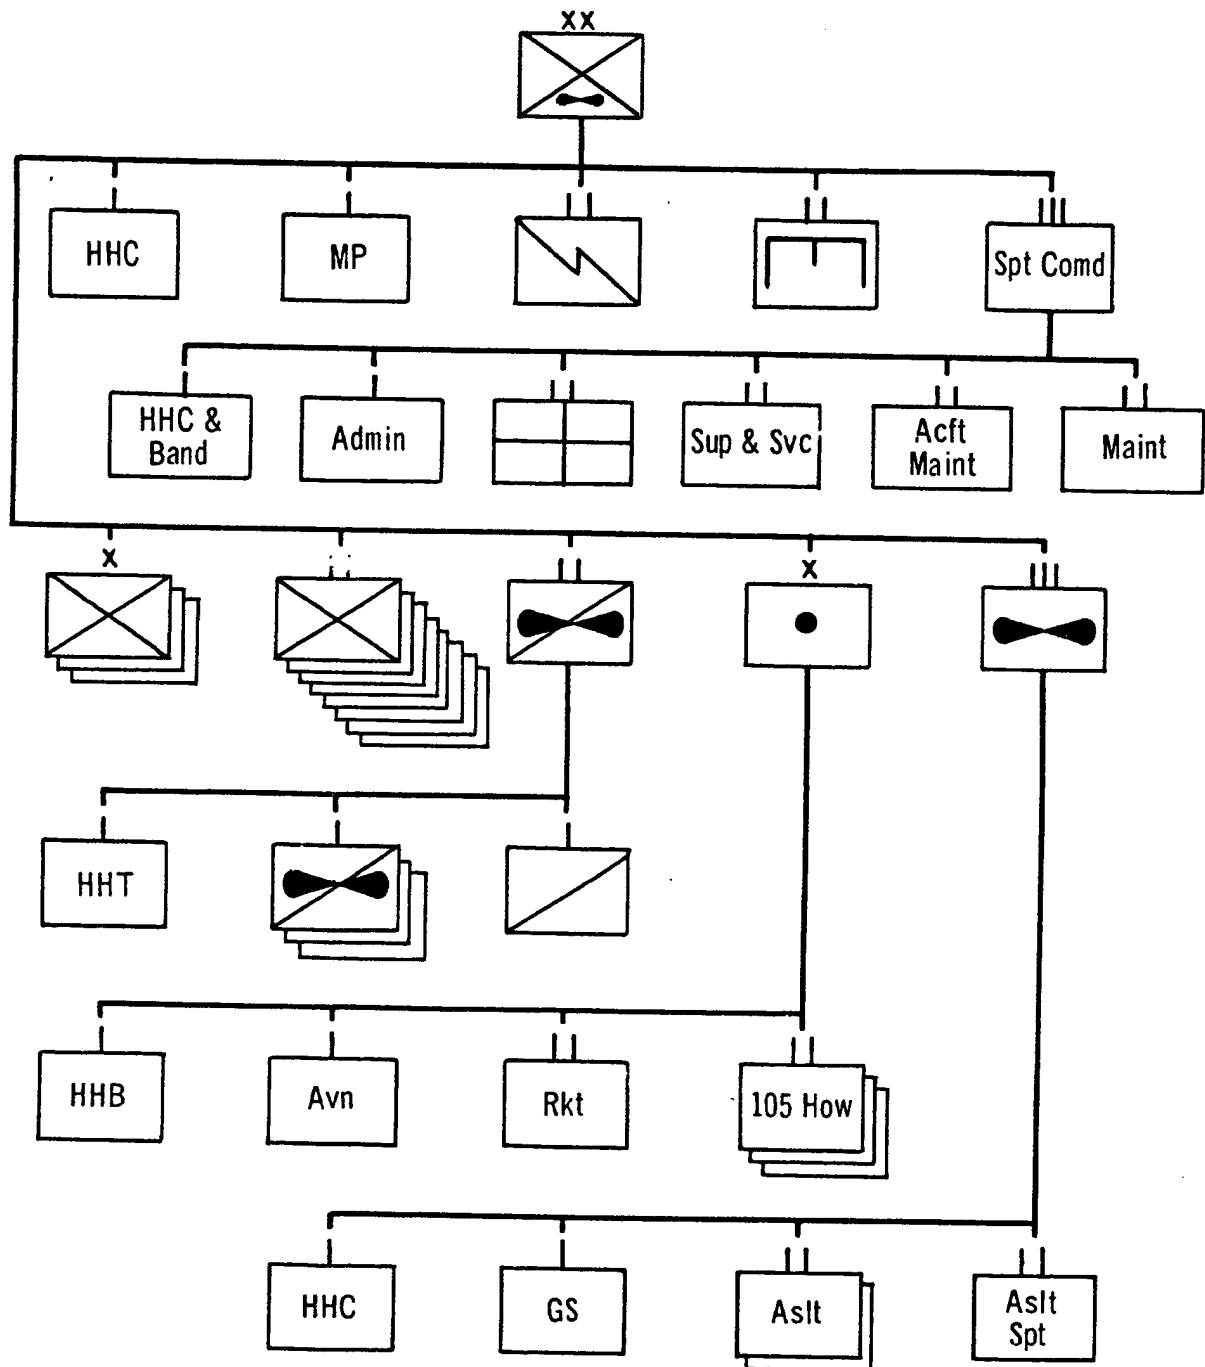 XX
HHC
MP
Spt Comd
HHC &
Band
Admin
Sup & Svc
Acft
Maint
Maint
X
X
HHT
HHB
Avn
Rkt
105 How
HHC
GS
Aslt
Aslt
Spt